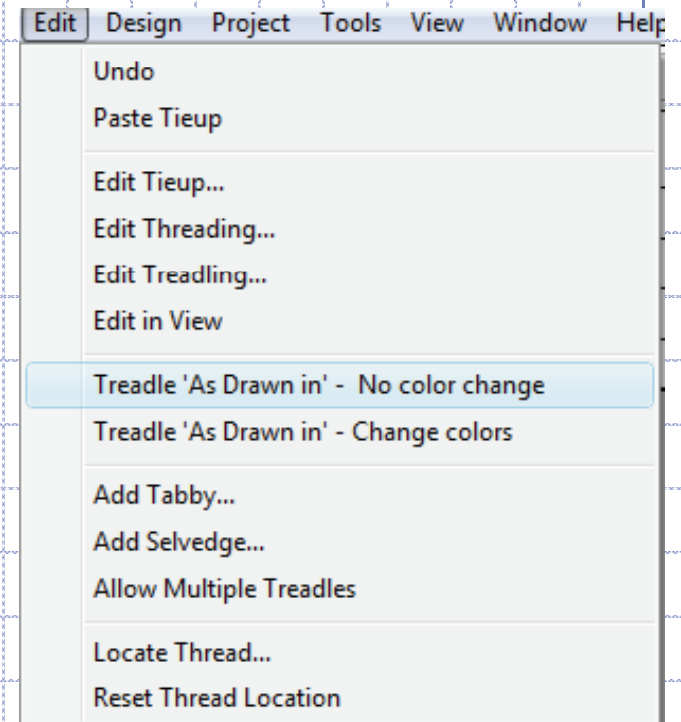 Edit Design Project Tools View Window Help
Undo
Paste Tieup
Edit Tieup...
Edit Threading...
Edit Treadling...
Edit in View
Treadle 'As Drawn in' - No color change
Treadle 'As Drawn in' - Change colors
Add Tabby...
Add Selvedge...
Allow Multiple Treadles
Locate Thread...
Reset Thread Location